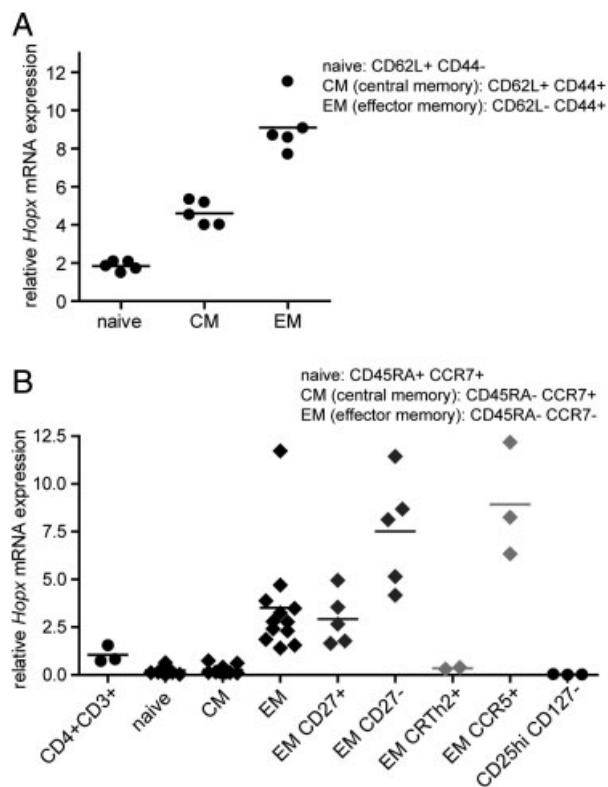 A
naive: CD62L+ CD44-
CM (central memory): CD62L+ CD44+
EM (effector memory): CD62L- CD44+
relative Hopx mRNA expression
12
10
8
6
4
2
0
naive CM EM
B
naive: CD45RA+ CCR7+
CM (central memory): CD45RA- CCR7+
EM (effector memory): CD45RA- CCR7-
relative Hopx mRNA expression
12.5
10.0
7.5
5.0
2.5
0.0
CD4+CD3+
naive
CM
EM
EM CD27+
EM CD27-
EM CRTh2+
EM CCR5+
CD25hi CD127-